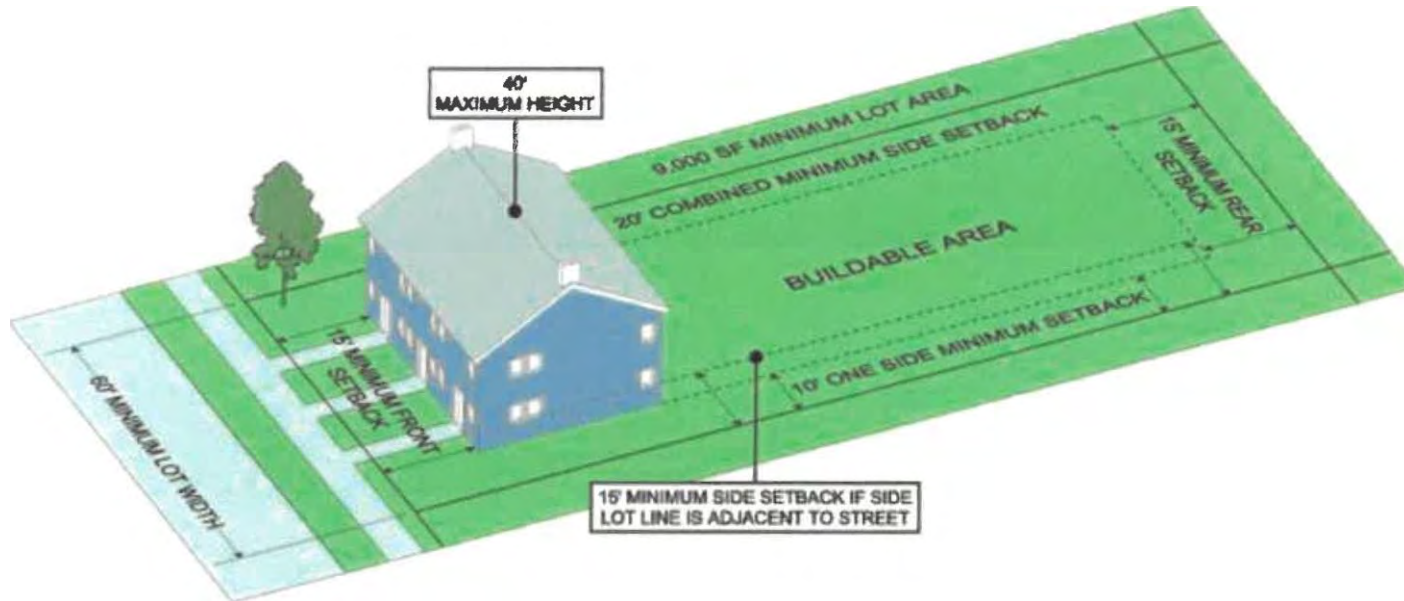 40'
MAXIMUM HEIGHT
9,000 SF MINIMUM LOT AREA
20' COMBINED MINIMUM SIDE SETBACK
15' MINIMUM REAR
SETBACK
BUILDABLE AREA
10' ONE SIDE MINIMUM SETBACK
15' MINIMUM FRONT
SETBACK
60' MINIMUM LOT WIDTH
15' MINIMUM SIDE SETBACK IF SIDE
LOT LINE IS ADJACENT TO STREET